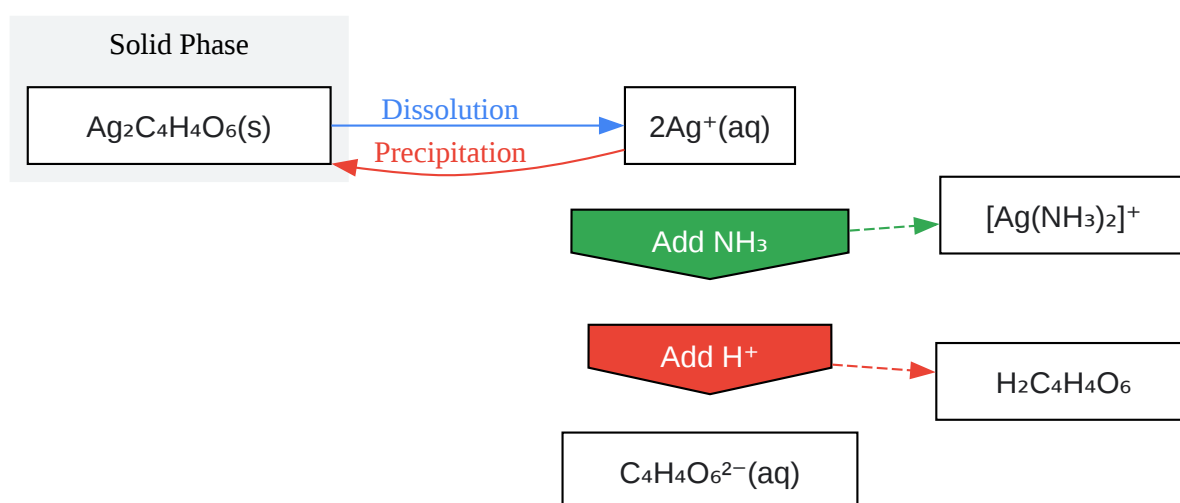 Solid Phase
Ag₂C₄H₄O₆(s)
Dissolution
2Ag⁺(aq)
Precipitation
Add NH₃
[Ag(NH₃)₂]⁺
Add H⁺
H₂C₄H₄O₆
C₄H₄O₆²⁻(aq)